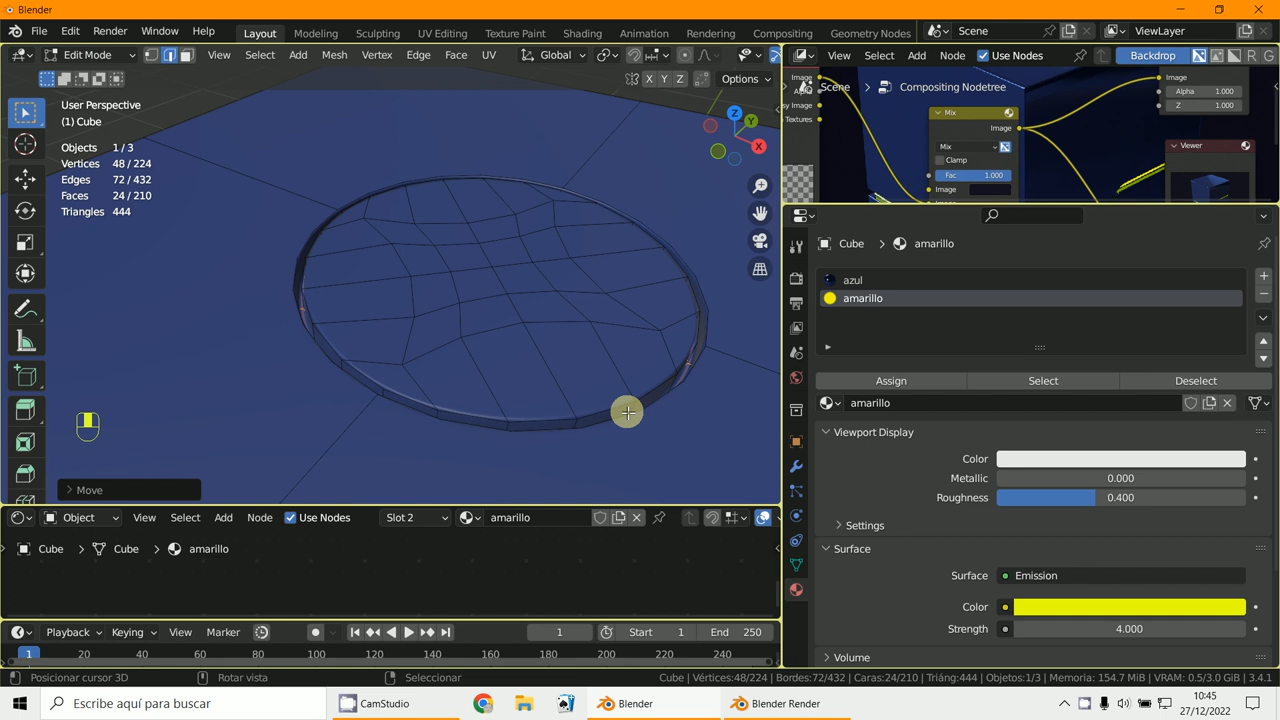 Blender
File Edit Render Window Help Layout Modeling Sculpting UV Editing Texture Paint Shading Animation Rendering Compositing Geometry Nodes Scene ViewLayer
Edit Mode View Select Add Mesh Vertex Edge Face UV Global
View Select Add Node Use Nodes Backdrop R G
X Y Z Options
User Perspective
(1) Cube
Objects 1 / 3
Vertices 48 / 224
Edges 72 / 432
Faces 24 / 210
Triangles 444
Z Y X
Move
Image
Textures
Scene Compositing Nodetree
Mix
Image
Mix
Clamp
Fac 1.000
Image
Image
Alpha 1.000
Z 1.000
Viewer
Cube amarillo
azul
amarillo
Assign Select Deselect
amarillo
Viewport Display
Color
Metallic 0.000
Roughness 0.400
Settings
Surface
Surface Emission
Color
Strength 4.000
Volume
Object View Select Add Node Use Nodes Slot 2 amarillo
Cube Cube amarillo
Playback Keying View Marker 1 Start 1 End 250
1 20 40 60 80 100 120 140 160 180 200 220 240
Posicionar cursor 3D Rotar vista Seleccionar Cube | Vértices:48/224 | Bordes:72/432 | Caras:24/210 | Triáng:444 | Objetos:1/3 | Memoria: 154.7 MiB | VRAM: 0.5/3.0 GiB | 3.4.1
Escribe aquí para buscar CamStudio Blender Blender Render 10:45
27/12/2022